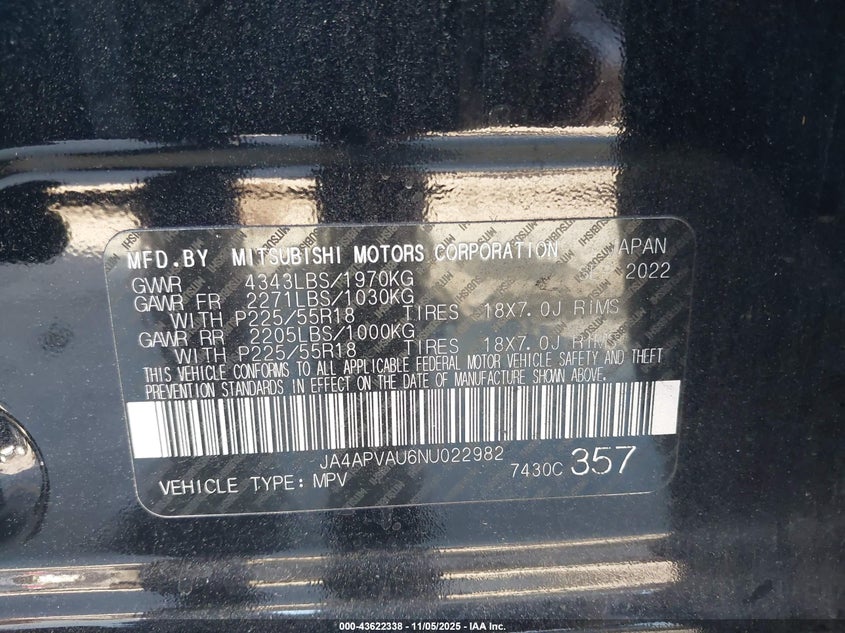 MFD.BY MITSUBISHI MOTORS CORPORATION JAPAN
GVWR 4343LBS/1970KG 2022
GAWR FR 2271LBS/1030KG
WITH P225/55R18 TIRES 18X7.0J RIMS
GAWR RR 2205LBS/1000KG
WITH P225/55R18 TIRES 18X7.0J RIMS
THIS VEHICLE CONFORMS TO ALL APPLICABLE FEDERAL MOTOR VEHICLE SAFETY AND THEFT
PREVENTION STANDARDS IN EFFECT ON THE DATE OF MANUFACTURE SHOWN ABOVE.
JA4APVAU6NU022982
7430C 357
VEHICLE TYPE: MPV
000-43622338 - 11/05/2025 - IAA Inc.